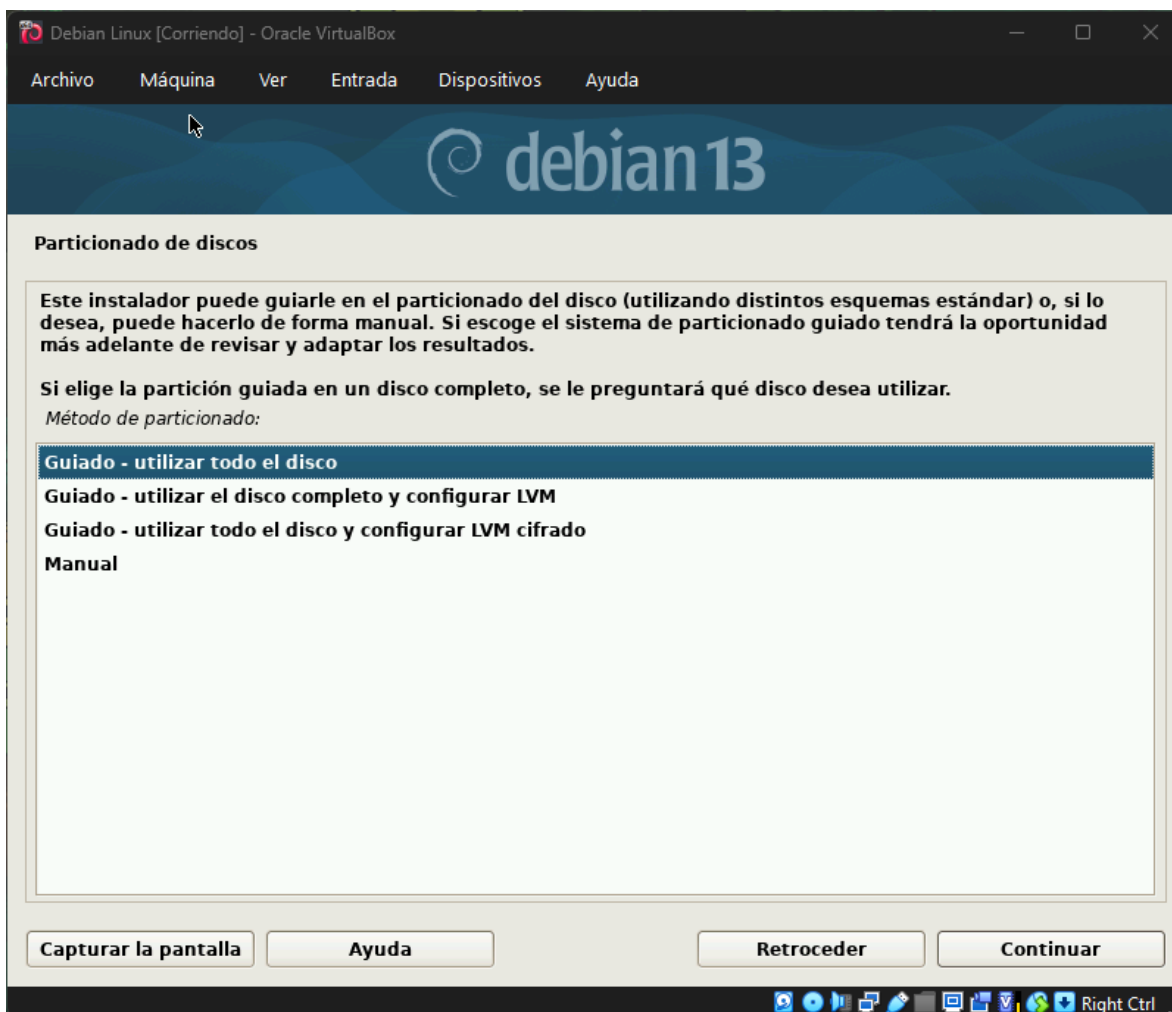 Debian Linux [Corriendo] - Oracle VirtualBox
Archivo Máquina Ver Entrada Dispositivos Ayuda
debian 13
Particionado de discos
Este instalador puede guiarle en el particionado del disco (utilizando distintos esquemas estándar) o, si lo
desea, puede hacerlo de forma manual. Si escoge el sistema de particionado guiado tendrá la oportunidad
más adelante de revisar y adaptar los resultados.
Si elige la partición guiada en un disco completo, se le preguntará qué disco desea utilizar.
Método de particionado:
Guiado - utilizar todo el disco
Guiado - utilizar el disco completo y configurar LVM
Guiado - utilizar todo el disco y configurar LVM cifrado
Manual
Capturar la pantalla Ayuda Retroceder Continuar
Right Ctrl